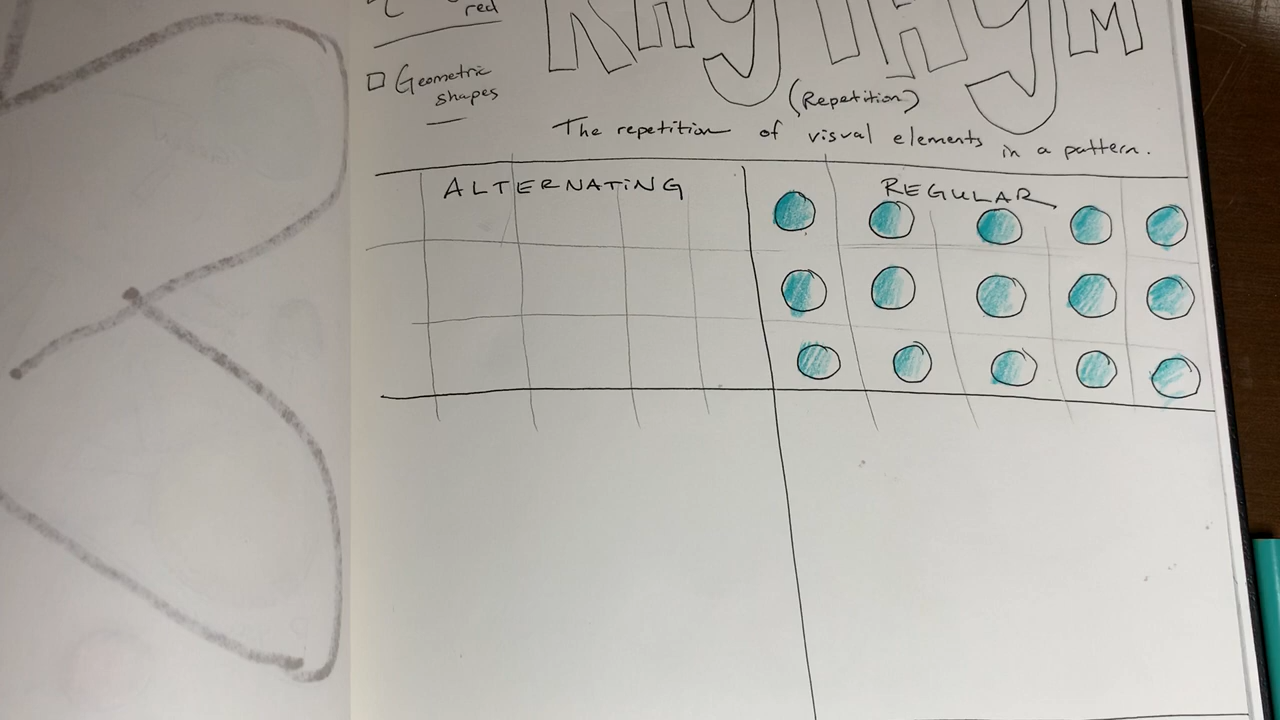 red
□ Geometric
shapes
RHYTHYM
(Repetition)
The repetition of visual elements in a pattern.
ALTERNATING
REGULAR